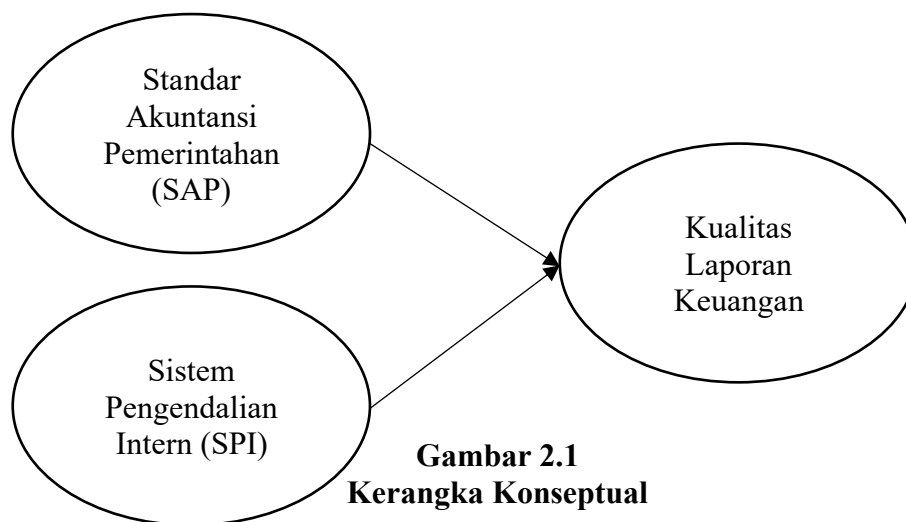 Standar
Akuntansi
Pemerintahan
(SAP)
Kualitas
Laporan
Keuangan
Sistem
Pengendalian
Intern (SPI)
Gambar 2.1
Kerangka Konseptual